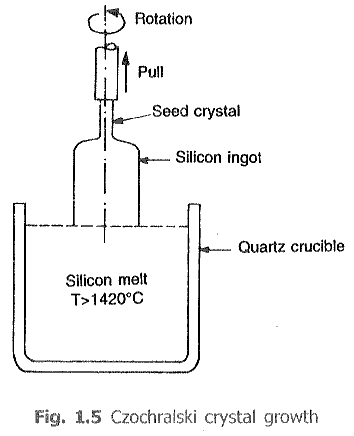 Rotation
Pull
Seed crystal
Silicon ingot
Quartz crucible
Silicon melt
T>1420°C
Fig. 1.5 Czochralski crystal growth